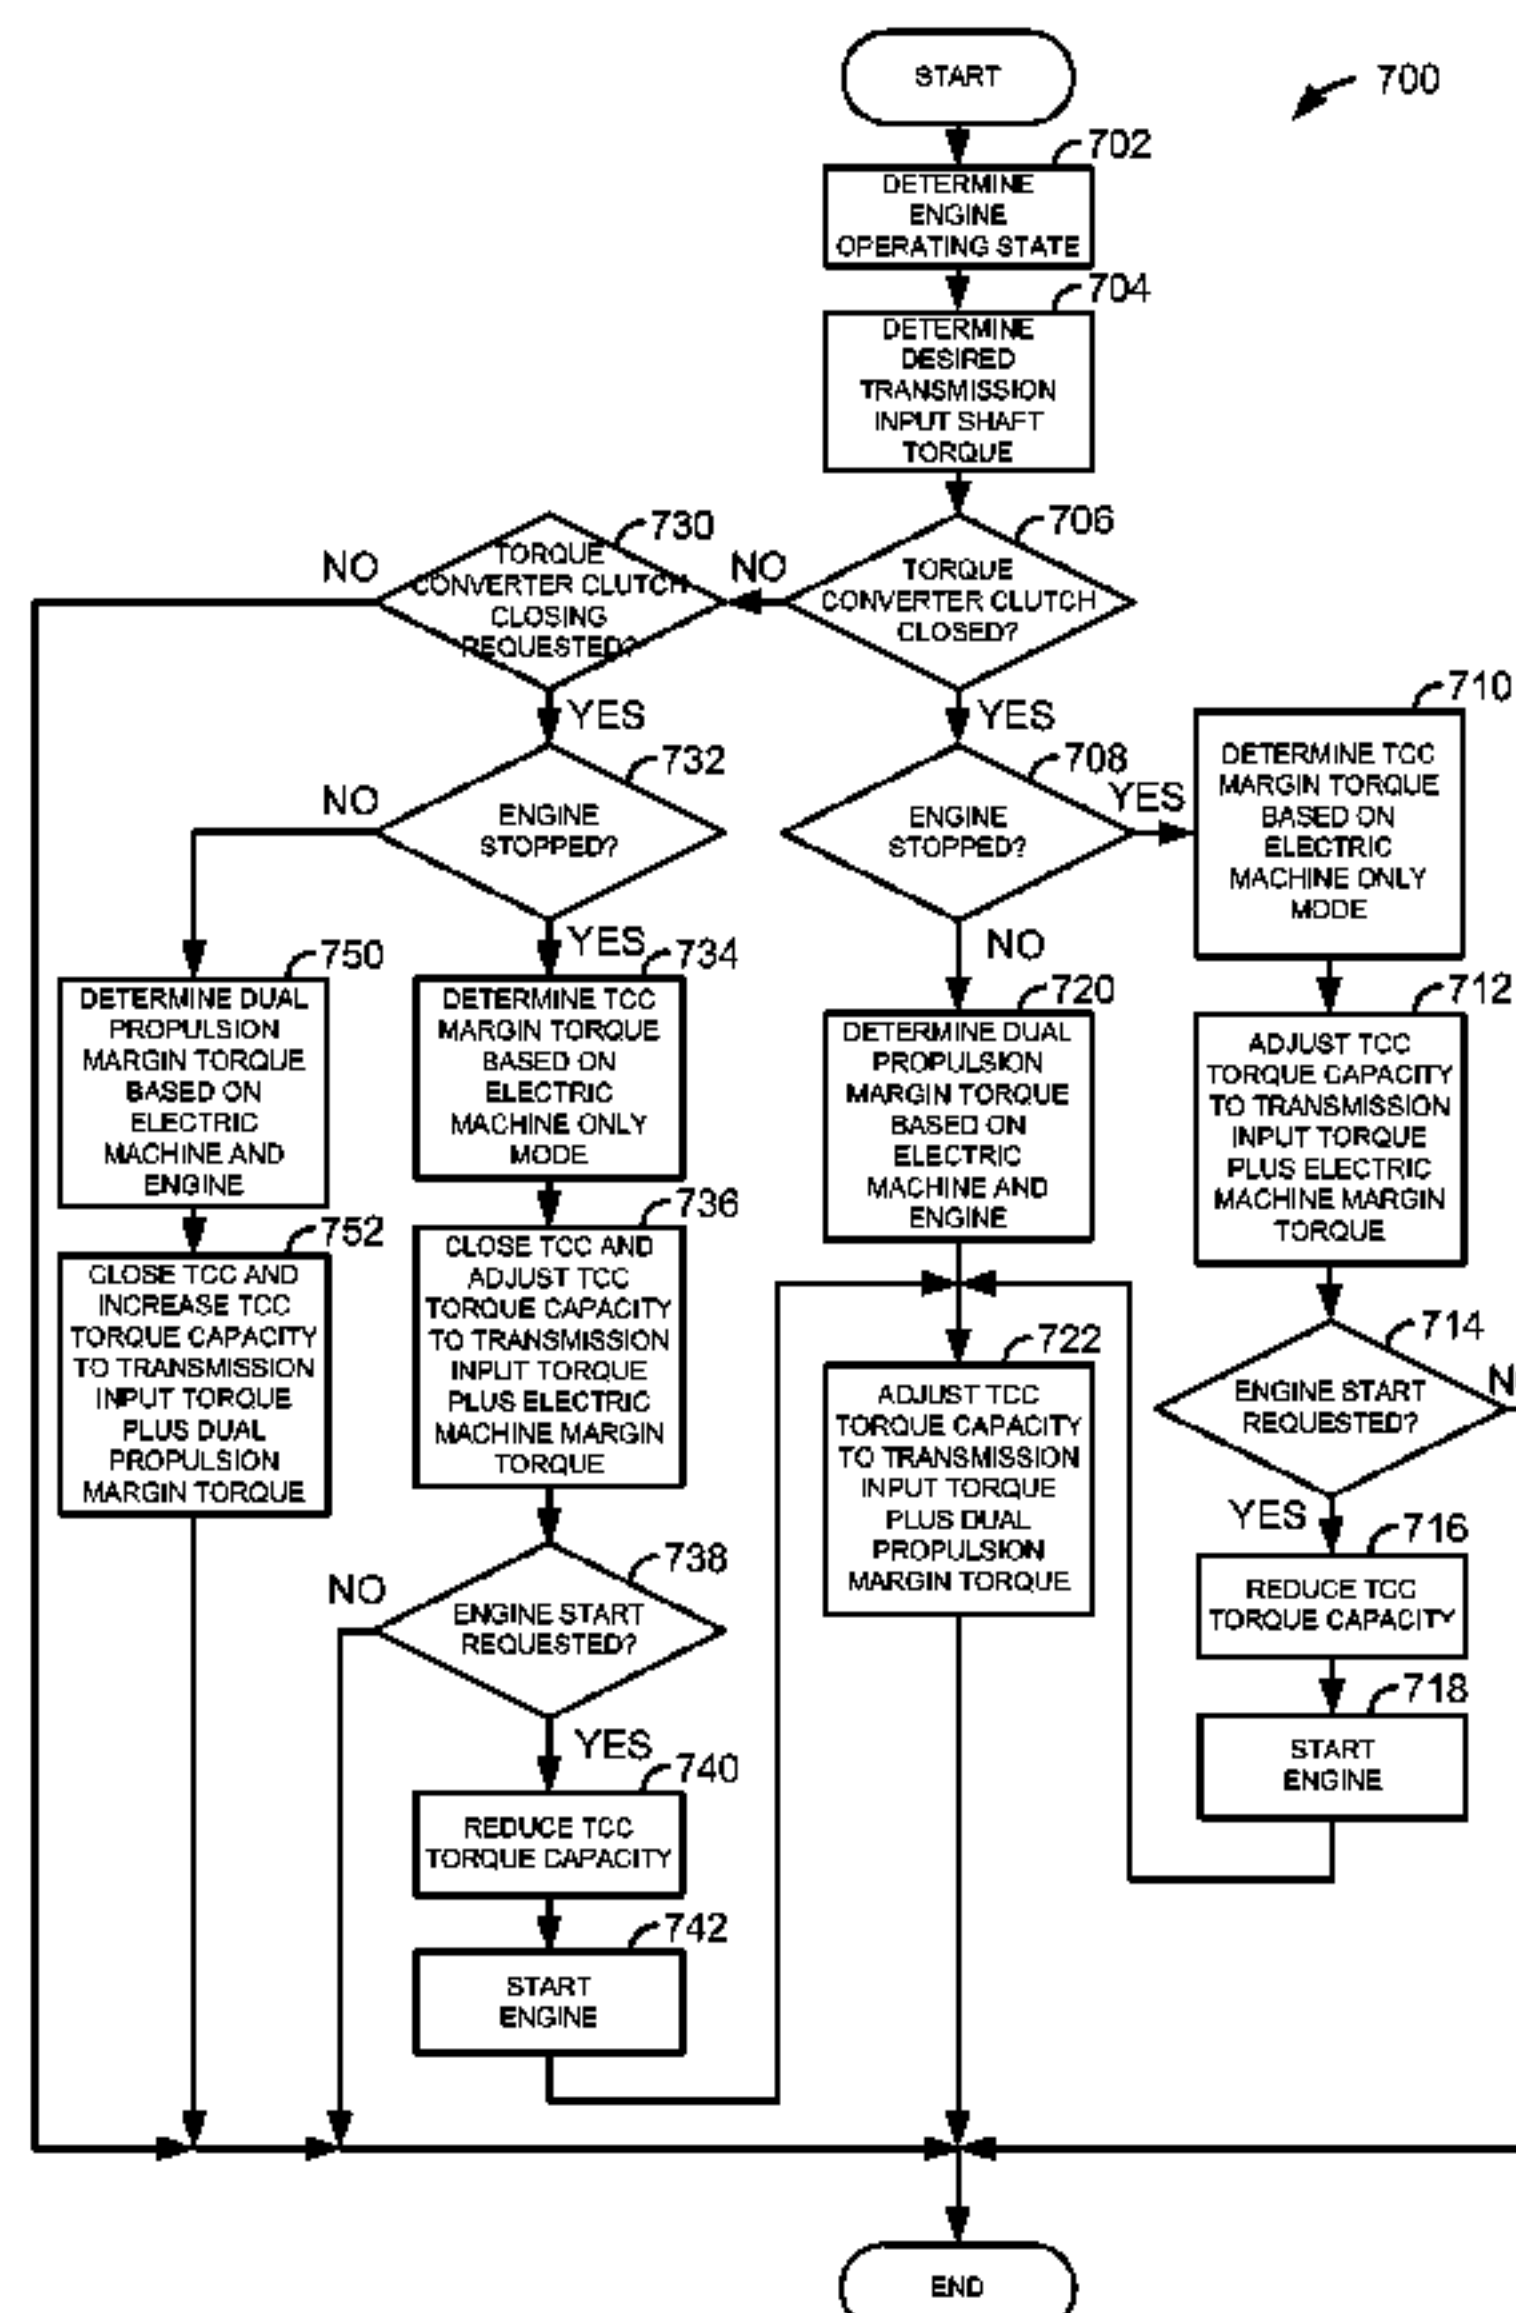 START
700
702
DETERMINE
ENGINE
OPERATING STATE
704
DETERMINE
DESIRED
TRANSMISSION
INPUT SHAFT
TORQUE
706
TORQUE
CONVERTER CLUTCH
CLOSED?
NO
YES
730
TORQUE
CONVERTER CLUTCH
CLOSING
REQUESTED?
NO
YES
732
ENGINE
STOPPED?
NO
YES
708
ENGINE
STOPPED?
YES
NO
710
DETERMINE TCC
MARGIN TORQUE
BASED ON
ELECTRIC
MACHINE ONLY
MODE
750
DETERMINE DUAL
PROPULSION
MARGIN TORQUE
BASED ON
ELECTRIC
MACHINE AND
ENGINE
734
DETERMINE TCC
MARGIN TORQUE
BASED ON
ELECTRIC
MACHINE ONLY
MODE
720
DETERMINE DUAL
PROPULSION
MARGIN TORQUE
BASED ON
ELECTRIC
MACHINE AND
ENGINE
712
ADJUST TCC
TORQUE CAPACITY
TO TRANSMISSION
INPUT TORQUE
PLUS ELECTRIC
MACHINE MARGIN
TORQUE
752
CLOSE TCC AND
INCREASE TCC
TORQUE CAPACITY
TO TRANSMISSION
INPUT TORQUE
PLUS DUAL
PROPULSION
MARGIN TORQUE
736
CLOSE TCC AND
ADJUST TCC
TORQUE CAPACITY
TO TRANSMISSION
INPUT TORQUE
PLUS ELECTRIC
MACHINE MARGIN
TORQUE
722
ADJUST TCC
TORQUE CAPACITY
TO TRANSMISSION
INPUT TORQUE
PLUS DUAL
PROPULSION
MARGIN TORQUE
714
ENGINE START
REQUESTED?
YES
738
ENGINE START
REQUESTED?
NO
YES
716
REDUCE TCC
TORQUE CAPACITY
718
START
ENGINE
740
REDUCE TCC
TORQUE CAPACITY
742
START
ENGINE
END